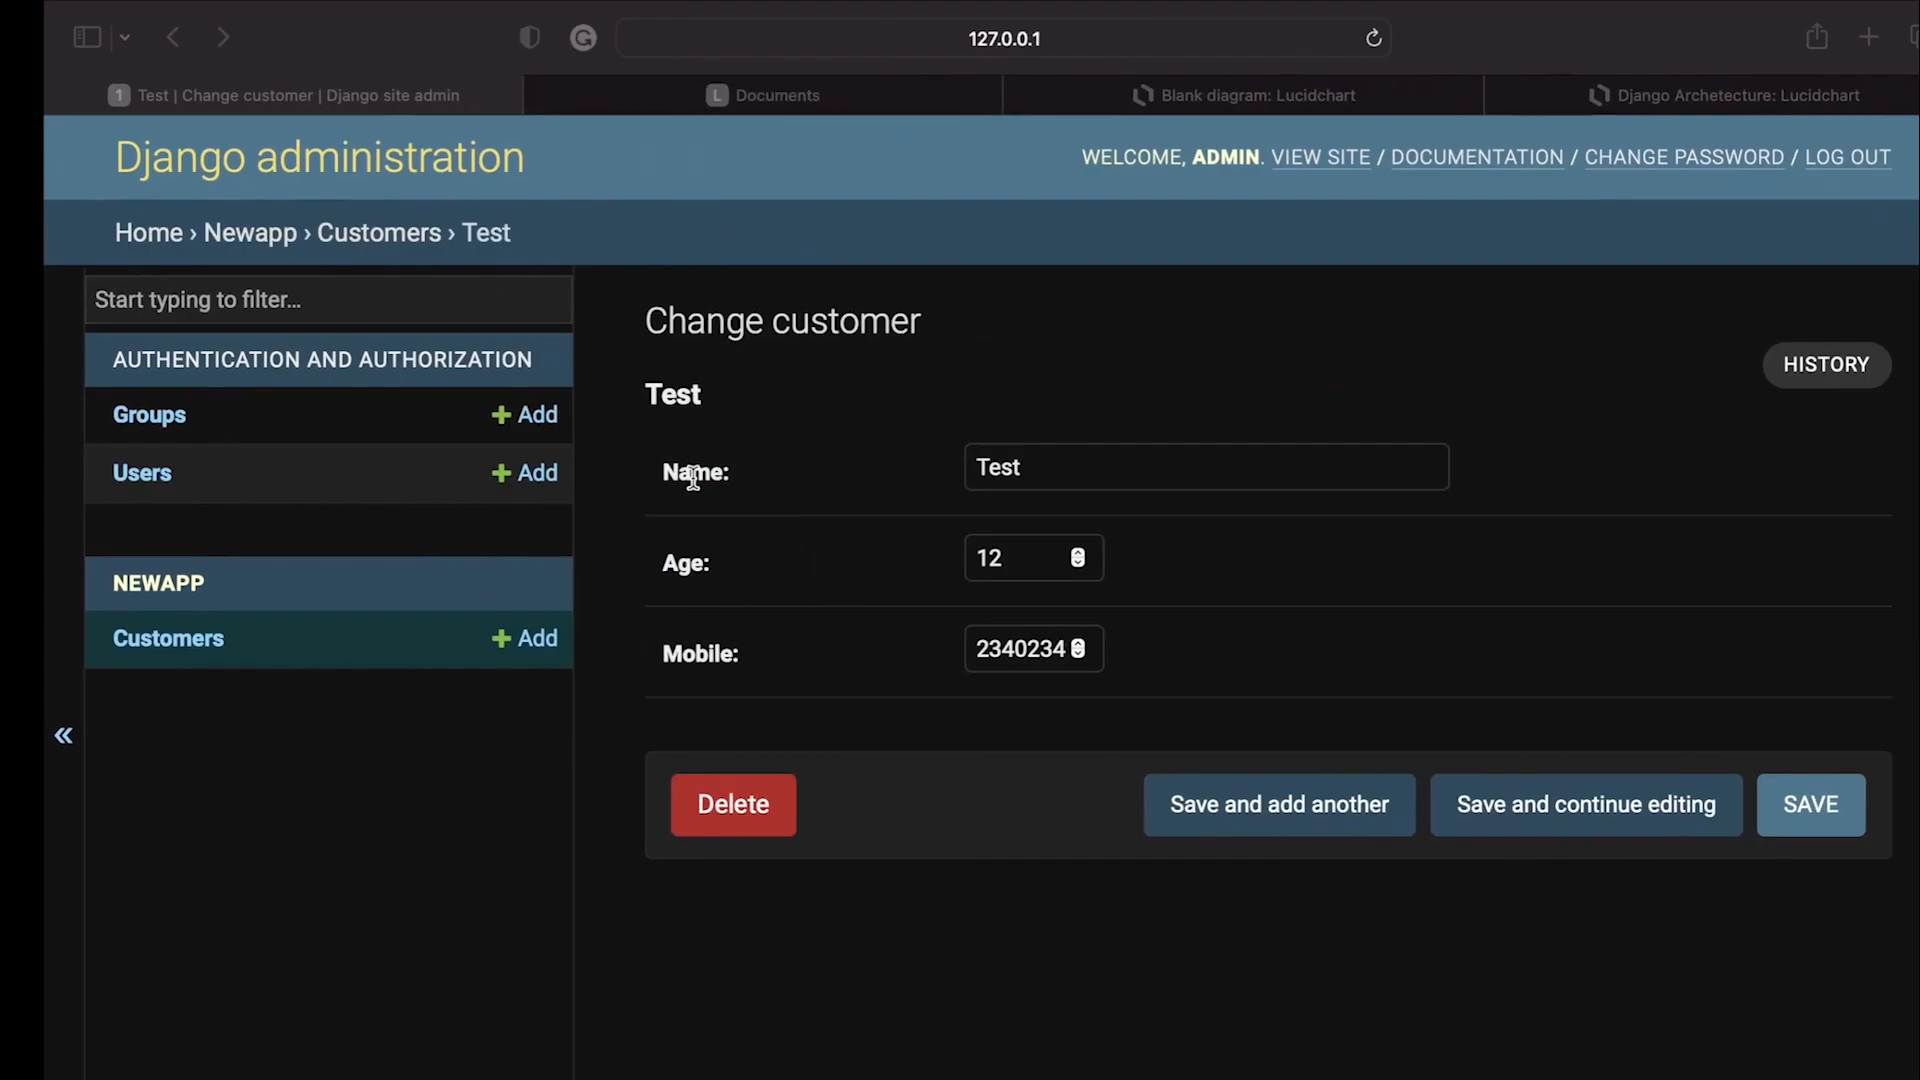 127.0.0.1
1 Test | Change customer | Django site admin
L Documents
Blank diagram: Lucidchart
Django Archetecture: Lucidchart
Django administration
WELCOME, ADMIN. VIEW SITE / DOCUMENTATION / CHANGE PASSWORD / LOG OUT
Home › Newapp › Customers › Test
Start typing to filter...
AUTHENTICATION AND AUTHORIZATION
Groups + Add
Users + Add
NEWAPP
Customers + Add
«
Change customer
HISTORY
Test
Name: Test
Age: 12
Mobile: 2340234
Delete
Save and add another
Save and continue editing
SAVE